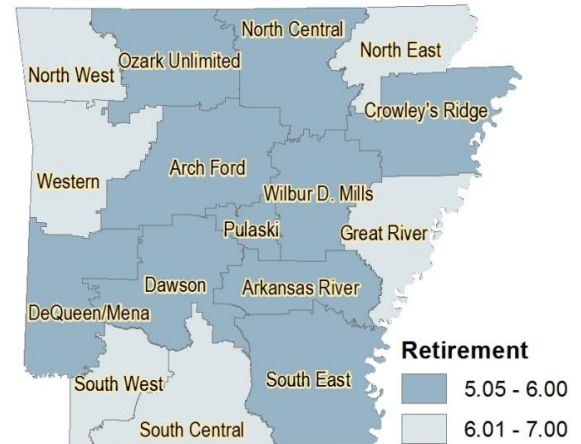 North Central
North East
Ozark Unlimited
North West
Crowley's Ridge
Arch Ford
Western
Wilbur D. Mills
Pulaski
Great River
Dawson
Arkansas River
DeQueen/Mena
Retirement
South West
South East
5.05 - 6.00
South Central
6.01 - 7.00